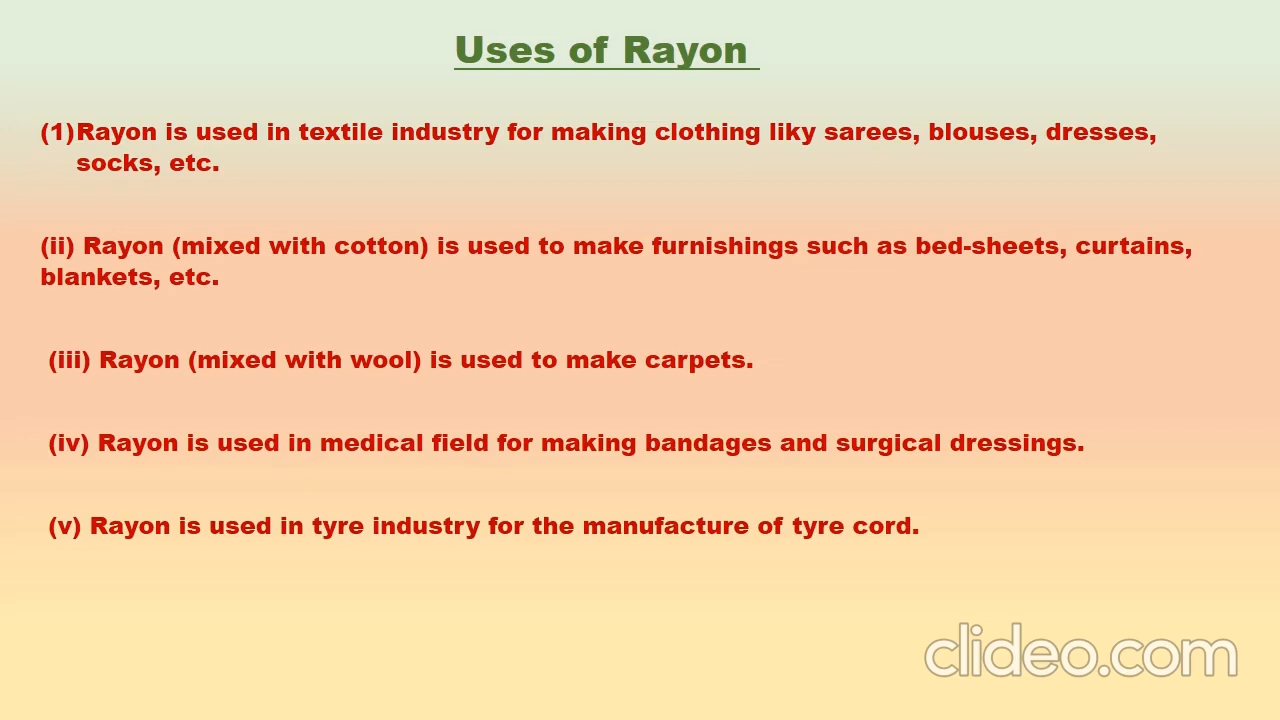 Uses of Rayon
(1)Rayon is used in textile industry for making clothing liky sarees, blouses, dresses,
socks, etc.
(ii) Rayon (mixed with cotton) is used to make furnishings such as bed-sheets, curtains,
blankets, etc.
(iii) Rayon (mixed with wool) is used to make carpets.
(iv) Rayon is used in medical field for making bandages and surgical dressings.
(v) Rayon is used in tyre industry for the manufacture of tyre cord.
clideo.com